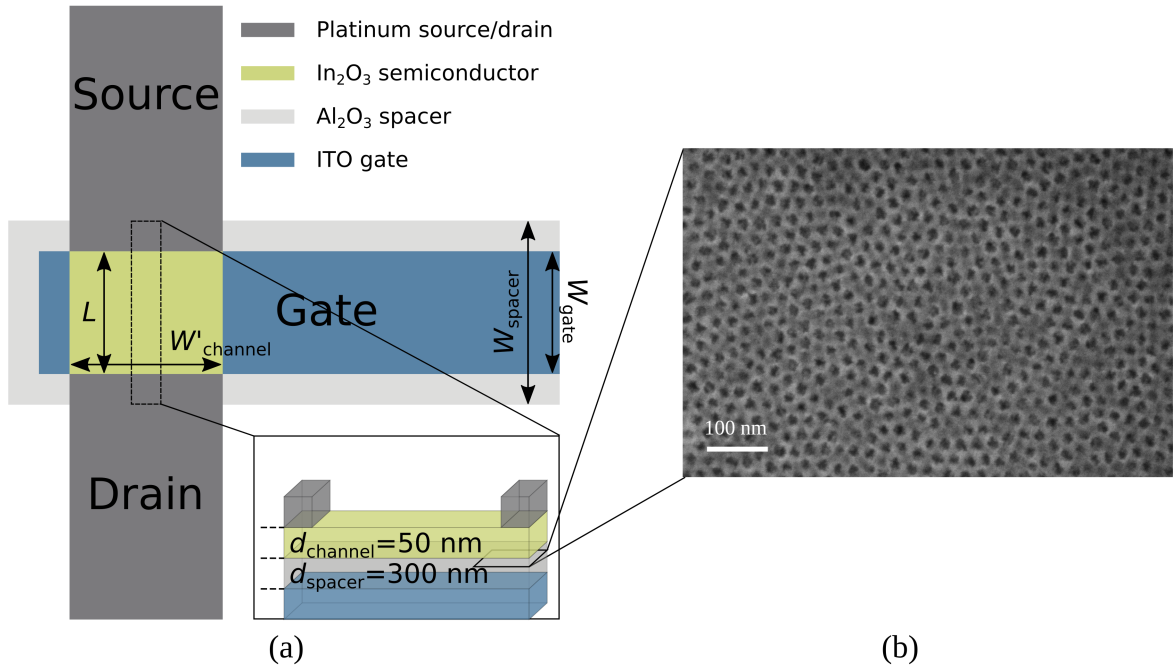 Platinum source/drain
In₂O₃ semiconductor
Al₂O₃ spacer
ITO gate
Source
L
W'channel
Gate
Wspacer
Wgate
Drain
dchannel=50 nm
dspacer=300 nm
100 nm
(a)
(b)